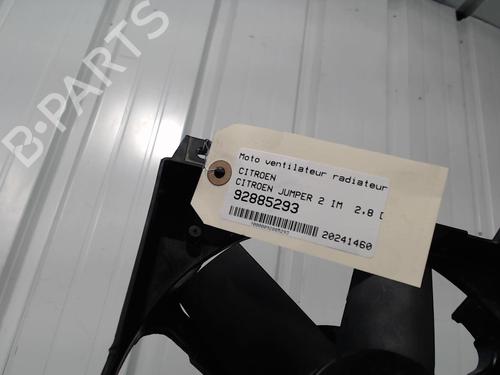 B-PARTS
Moto ventilateur radiateur
CITROEN
CITROEN JUMPER 2 IM 2.8 D
92885293
20241460